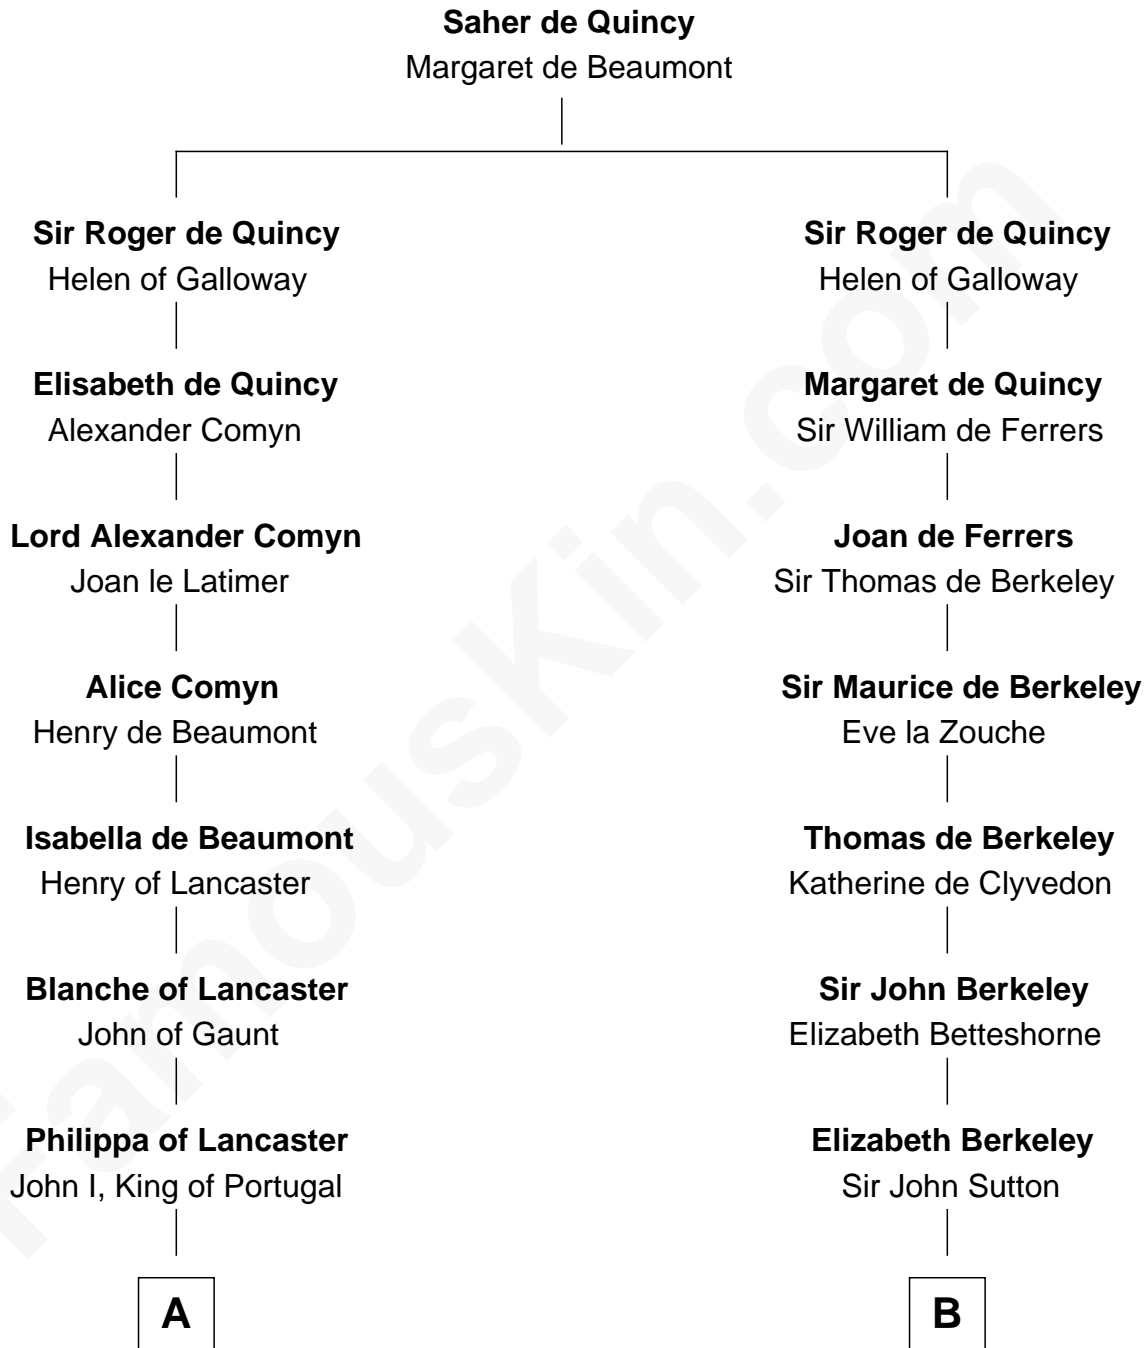 Saher de Quincy
Margaret de Beaumont
Sir Roger de Quincy
Helen of Galloway
Sir Roger de Quincy
Helen of Galloway
Elisabeth de Quincy
Alexander Comyn
Margaret de Quincy
Sir William de Ferrers
Lord Alexander Comyn
Joan le Latimer
Joan de Ferrers
Sir Thomas de Berkeley
Alice Comyn
Henry de Beaumont
Sir Maurice de Berkeley
Eve la Zouche
Isabella de Beaumont
Henry of Lancaster
Thomas de Berkeley
Katherine de Clyvedon
Blanche of Lancaster
John of Gaunt
Sir John Berkeley
Elizabeth Betteshorne
Philippa of Lancaster
John I, King of Portugal
Elizabeth Berkeley
Sir John Sutton
A
B
FamousKin.com